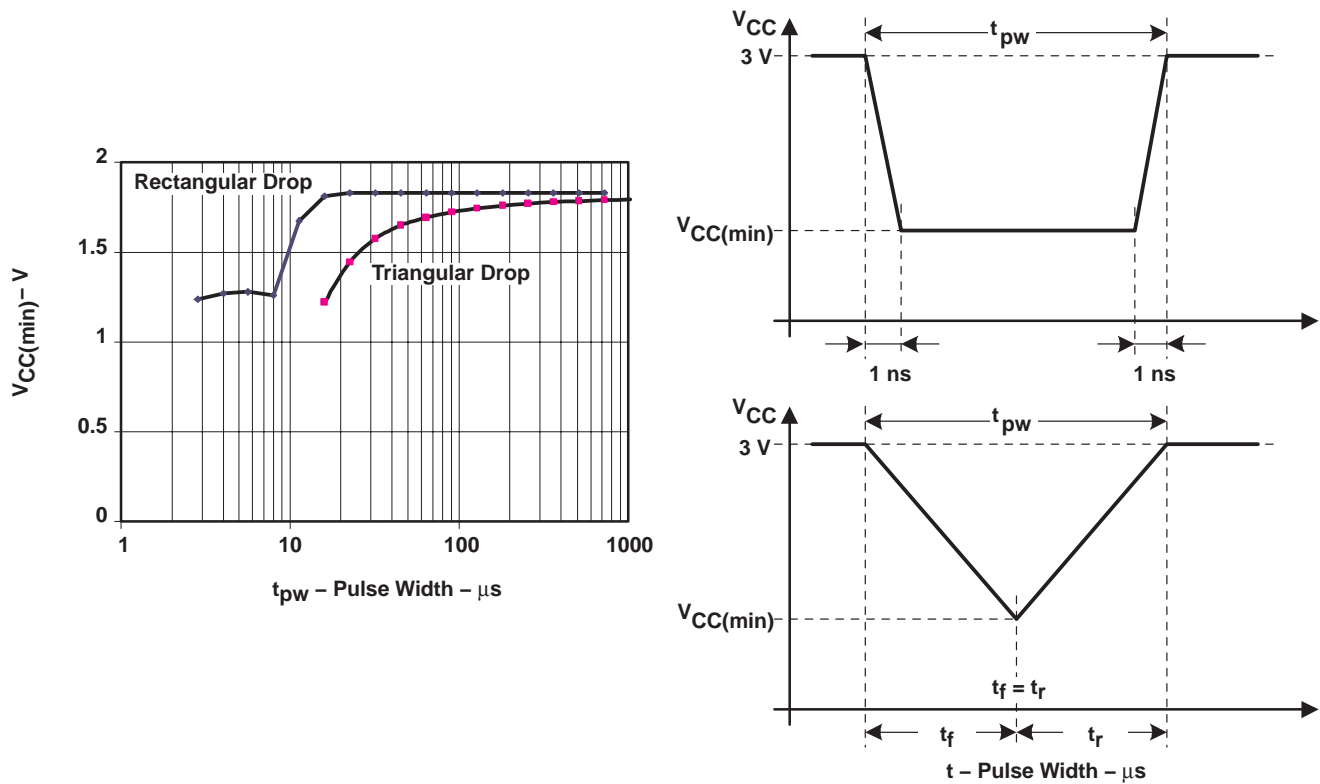 2
Rectangular Drop
1.5
Triangular Drop
1
0.5
0
1
10
100
1000
VCC(min) – V
tpw – Pulse Width – μs
VCC
3 V
tpw
VCC(min)
1 ns
1 ns
VCC
3 V
tpw
VCC(min)
tf = tr
tf
tr
t – Pulse Width – μs